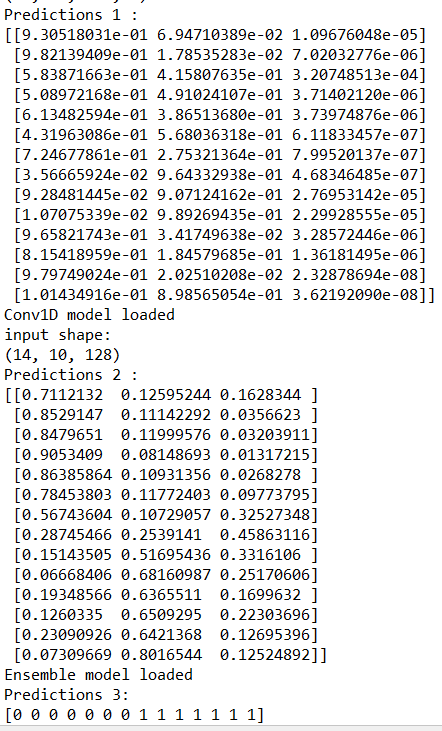 Predictions 1 :
[[9.30518031e-01 6.94710389e-02 1.09676048e-05]
[9.82139409e-01 1.78535283e-02 7.02032776e-06]
[5.83871663e-01 4.15807635e-01 3.20748513e-04]
[5.08972168e-01 4.91024107e-01 3.71402120e-06]
[6.13482594e-01 3.86513680e-01 3.73974876e-06]
[4.31963086e-01 5.68036318e-01 6.11833457e-07]
[7.24677861e-01 2.75321364e-01 7.99520137e-07]
[3.56665924e-02 9.64332938e-01 4.68346485e-07]
[9.28481445e-02 9.07124162e-01 2.76953142e-05]
[1.07075339e-02 9.89269435e-01 2.29928555e-05]
[9.65821743e-01 3.41749638e-02 3.28572446e-06]
[8.15418959e-01 1.84579685e-01 1.36181495e-06]
[9.79749024e-01 2.02510208e-02 2.32878694e-08]
[1.01434916e-01 8.98565054e-01 3.62192090e-08]]
Conv1D model loaded
input shape:
(14, 10, 128)
Predictions 2 :
[[0.7112132 0.12595244 0.1628344 ]
[0.8529147 0.11142292 0.0356623 ]
[0.8479651 0.11999576 0.03203911]
[0.9053409 0.08148693 0.01317215]
[0.86385864 0.10931356 0.0268278 ]
[0.78453803 0.11772403 0.09773795]
[0.56743604 0.10729057 0.32527348]
[0.28745466 0.2539141 0.45863116]
[0.15143505 0.51695436 0.3316106 ]
[0.06668406 0.68160987 0.25170606]
[0.19348566 0.6365511 0.1699632 ]
[0.1260335 0.6509295 0.22303696]
[0.23090926 0.6421368 0.12695396]
[0.07309669 0.8016544 0.12524892]]
Ensemble model loaded
Predictions 3:
[0 0 0 0 0 0 0 1 1 1 1 1 1 1]